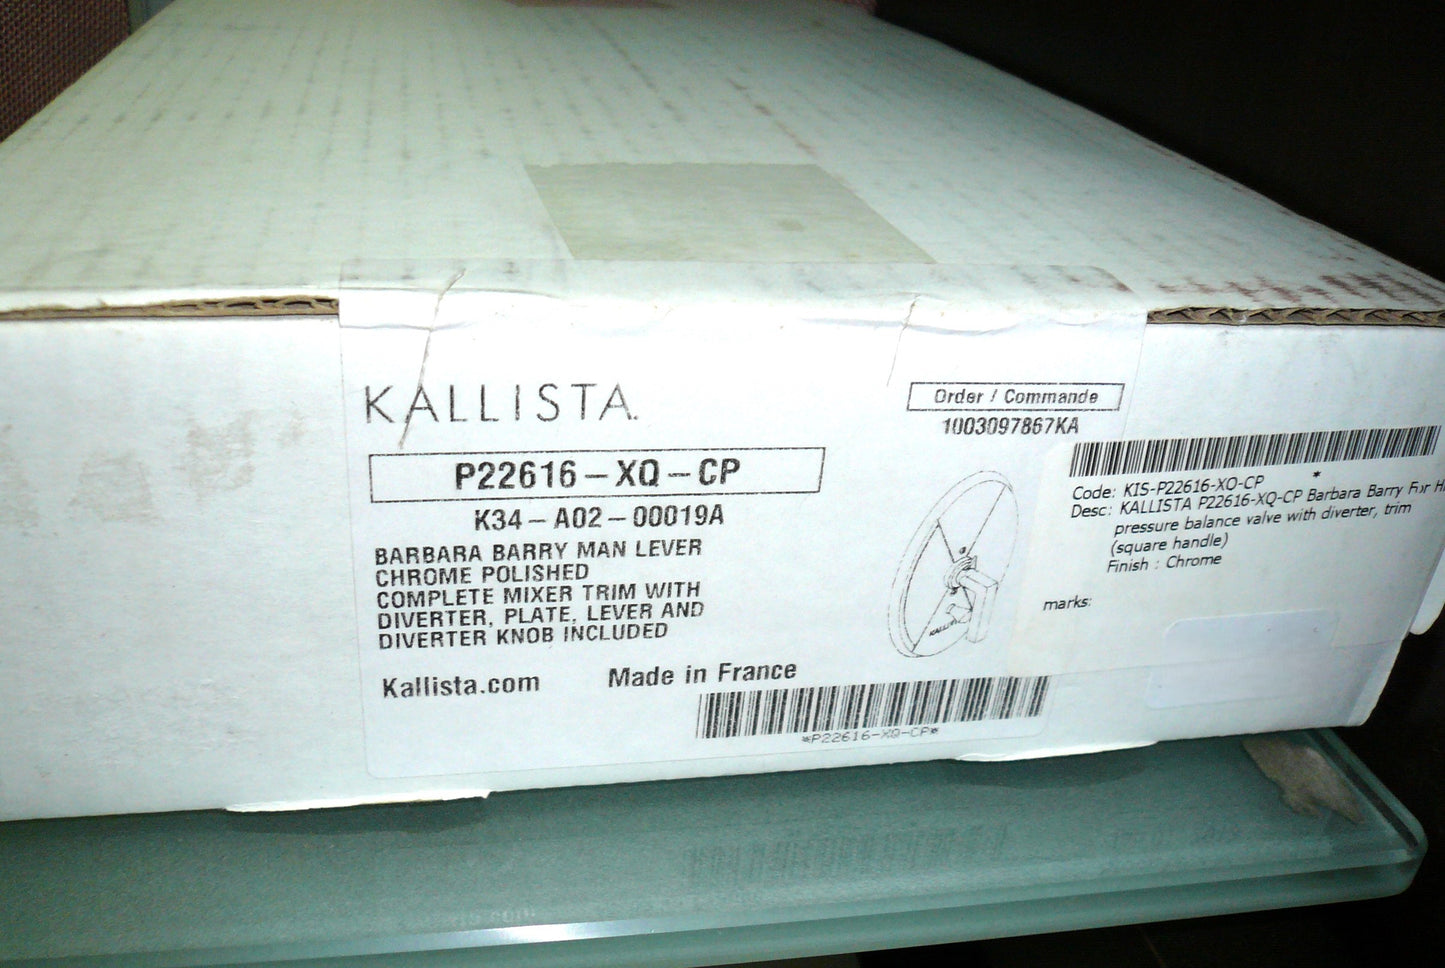 KALLISTA.
P22616-XQ-CP
K34-A02-00019A
BARBARA BARRY MAN LEVER
CHROME POLISHED
COMPLETE MIXER TRIM WITH
DIVERTER, PLATE, LEVER AND
DIVERTER KNOB INCLUDED
Kallista.com
Made in France
*P22616-XQ-CP*
Order / Commande
1003097867KA
KALLISTA
Code: KIS-P22616-XO-CP
Desc: KALLISTA P22616-XQ-CP Barbara Barry For
pressure balance valve with diverter, trim
(square handle)
Finish : Chrome
marks: